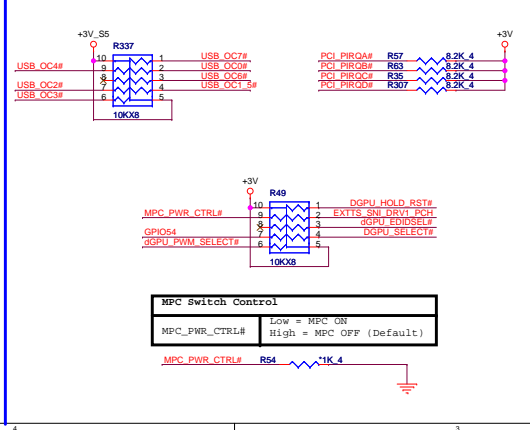 +3V_S5
R337
10
9
8
7
6
1
2
3
4
5
USB_OC4#
USB_OC2#
USB_OC3#
USB_OC7#
USB_OC0#
USB_OC6#
USB_OC1_5#
10KX8
+3V
PCI_PIRQA# R57 8.2K_4
PCI_PIRQB# R63 8.2K_4
PCI_PIRQC# R35 8.2K_4
PCI_PIRQD# R307 8.2K_4
+3V
R49
10
9
8
7
6
1
2
3
4
5
MPC_PWR_CTRL#
GPIO54
dGPU_PWM_SELECT#
DGPU_HOLD_RST#
EXTTS_SNI_DRV1_PCH
dGPU_EDIDSEL#
DGPU_SELECT#
10KX8
MPC Switch Control
MPC_PWR_CTRL#
Low = MPC ON
High = MPC OFF (Default)
MPC_PWR_CTRL# R54 *1K_4
4
3